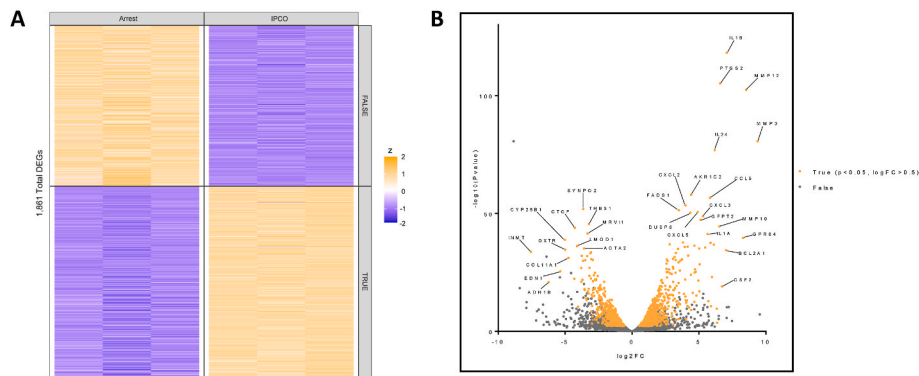 A
Arrest
IPCO
1,861 Total DEGs
FALSE
TRUE
Z
2
1
0
-1
-2
B
IL1B
PTGS2
MMP12
MMP3
IL24
CXCL2
AKR1C2
CCL5
FADS1
SYNPO2
CXCL3
GFPT2
CYP26B1
CTGF
THBS1
DUSP6
MMP10
MRVI1
CXCL5
IL1A
GPR84
INMT
OXTR
LMOD1
BCL2A1
ACTA2
COL11A1
EDN1
CSF2
ADH1B
True (p<0.05, logFC>0.5)
False
-log10(Pvalue)
100
50
0
-10
-5
0
5
10
log2FC